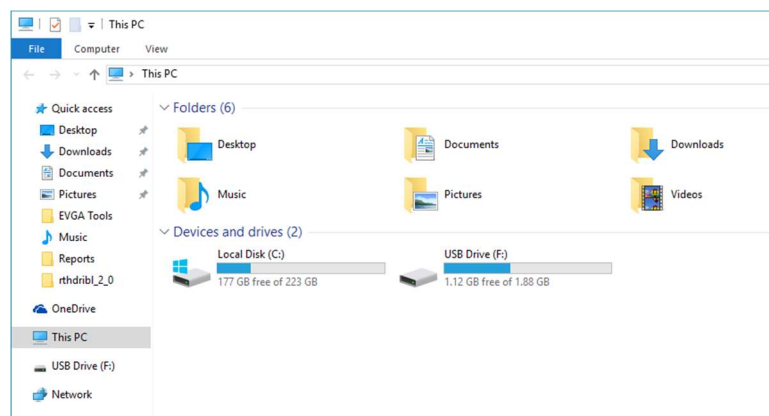 This PC
File Computer View
This PC
Quick access
Desktop
Downloads
Documents
Pictures
EVGA Tools
Music
Reports
rthdribl_2_0
OneDrive
This PC
USB Drive (F:)
Network
Folders (6)
Desktop Documents Downloads
Music Pictures Videos
Devices and drives (2)
Local Disk (C:) USB Drive (F:)
177 GB free of 223 GB 1.12 GB free of 1.88 GB